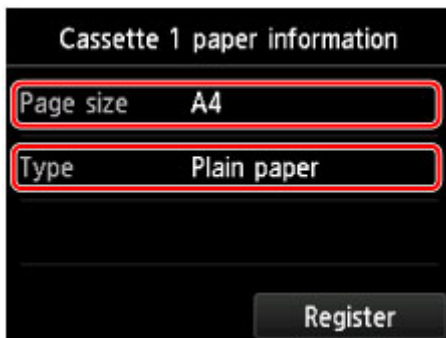 Cassette 1 paper information
Page size A4
Type Plain paper
Register